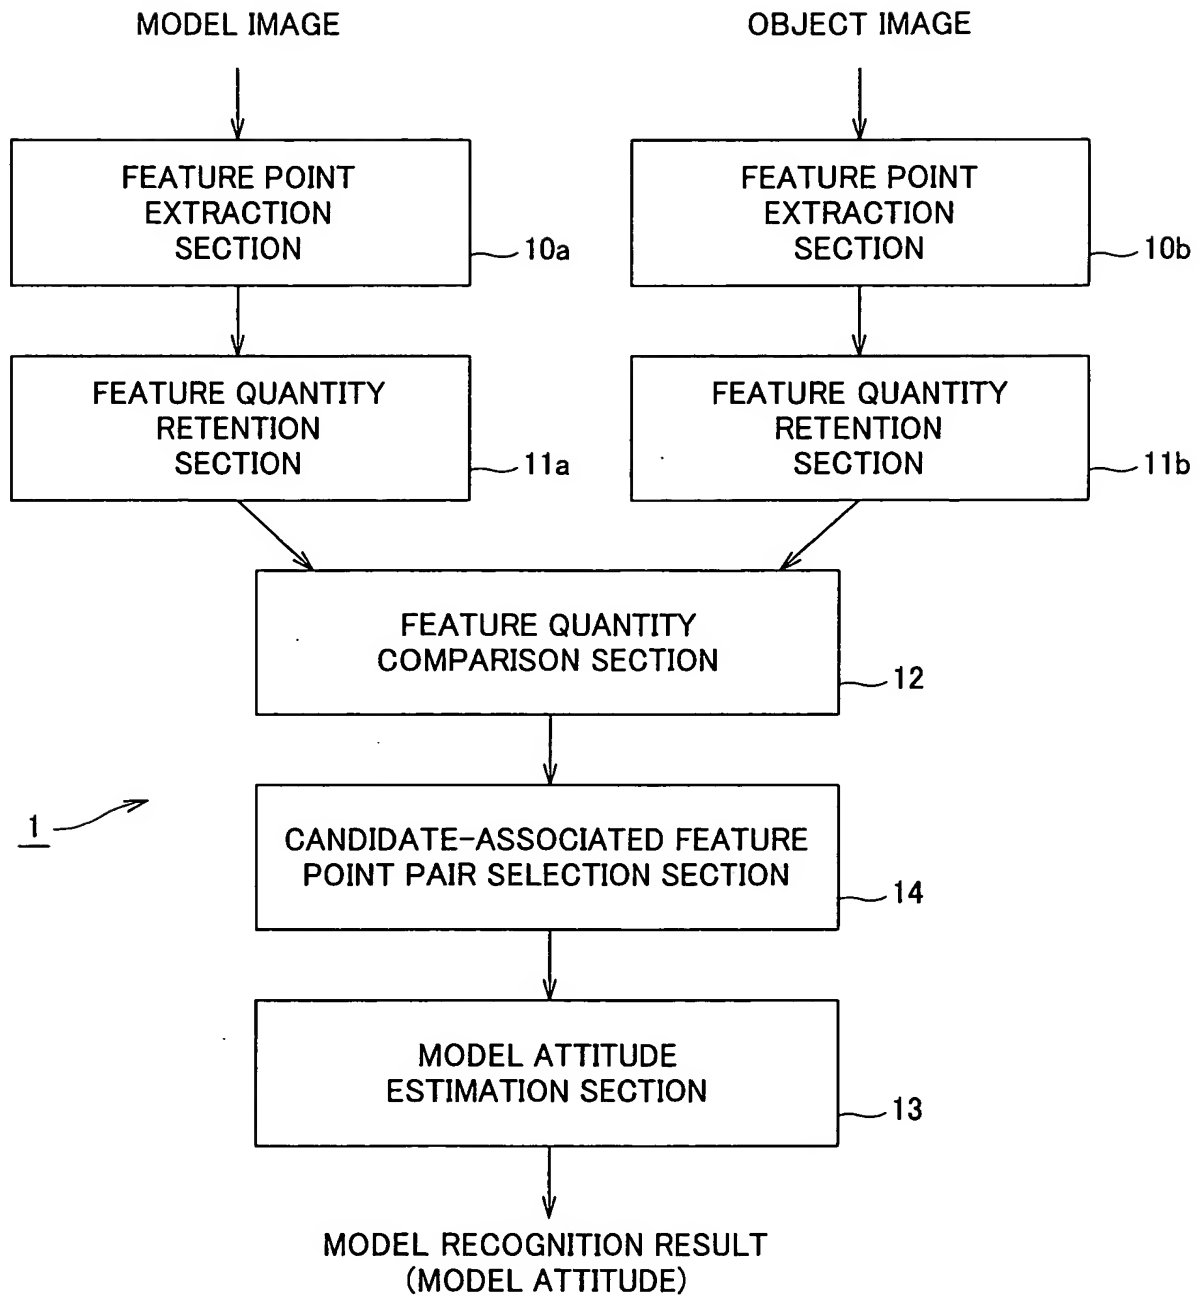 MODEL IMAGE
OBJECT IMAGE
FEATURE POINT
EXTRACTION
SECTION
10a
FEATURE POINT
EXTRACTION
SECTION
10b
FEATURE QUANTITY
RETENTION
SECTION
11a
FEATURE QUANTITY
RETENTION
SECTION
11b
FEATURE QUANTITY
COMPARISON SECTION
12
1
CANDIDATE-ASSOCIATED FEATURE
POINT PAIR SELECTION SECTION
14
MODEL ATTITUDE
ESTIMATION SECTION
13
MODEL RECOGNITION RESULT
(MODEL ATTITUDE)